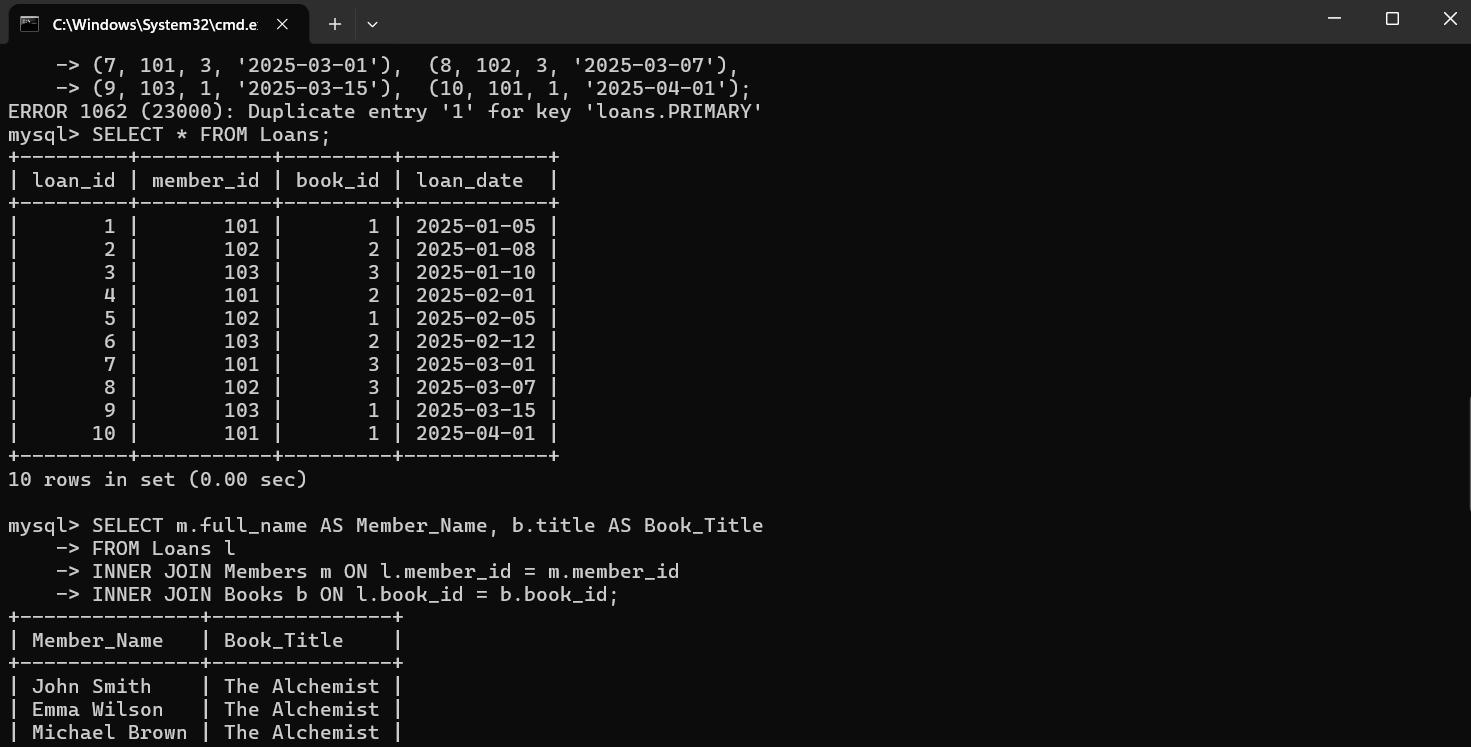 C:\Windows\System32\cmd.e
    -> (7, 101, 3, '2025-03-01'),  (8, 102, 3, '2025-03-07'),
    -> (9, 103, 1, '2025-03-15'),  (10, 101, 1, '2025-04-01');
ERROR 1062 (23000): Duplicate entry '1' for key 'loans.PRIMARY'
mysql> SELECT * FROM Loans;
+---------+-----------+---------+------------+
| loan_id | member_id | book_id | loan_date  |
+---------+-----------+---------+------------+
|       1 |       101 |       1 | 2025-01-05 |
|       2 |       102 |       2 | 2025-01-08 |
|       3 |       103 |       3 | 2025-01-10 |
|       4 |       101 |       2 | 2025-02-01 |
|       5 |       102 |       1 | 2025-02-05 |
|       6 |       103 |       2 | 2025-02-12 |
|       7 |       101 |       3 | 2025-03-01 |
|       8 |       102 |       3 | 2025-03-07 |
|       9 |       103 |       1 | 2025-03-15 |
|      10 |       101 |       1 | 2025-04-01 |
+---------+-----------+---------+------------+
10 rows in set (0.00 sec)

mysql> SELECT m.full_name AS Member_Name, b.title AS Book_Title
    -> FROM Loans l
    -> INNER JOIN Members m ON l.member_id = m.member_id
    -> INNER JOIN Books b ON l.book_id = b.book_id;
+---------------+---------------+
| Member_Name   | Book_Title    |
+---------------+---------------+
| John Smith    | The Alchemist |
| Emma Wilson   | The Alchemist |
| Michael Brown | The Alchemist |